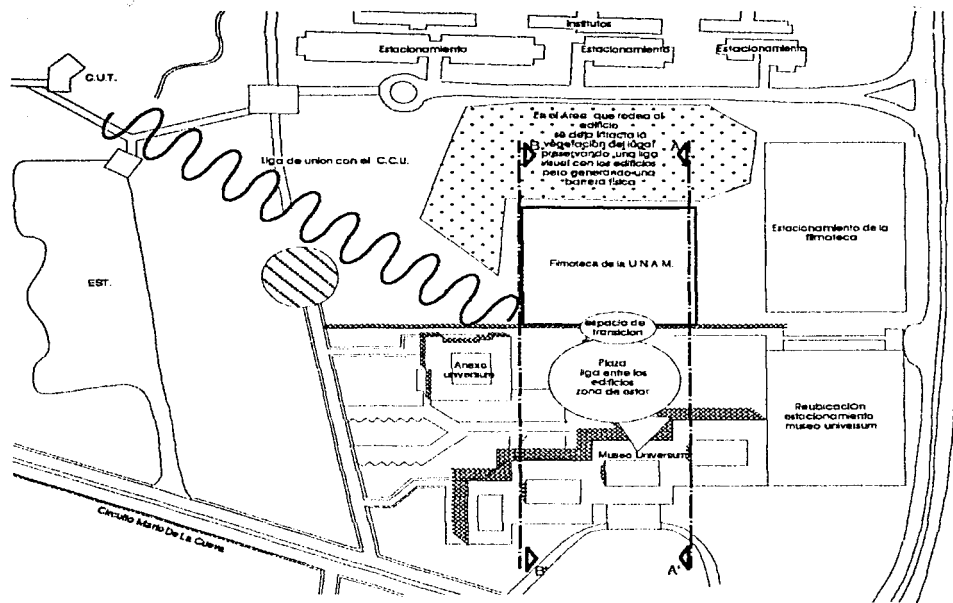 Institutos
Estacionamiento
Estacionamiento
Estacionamiento
C.U.T.
En el Area que rodea al
edificio
se deja intacta la
vegetación del lugar
preservando una liga
visual con los edificios
pero generando una
barrera física
B
A
liga de union con el C.C.U.
Estacionamiento de la
filmoteca
Filmoteca de la U.N.A.M.
EST.
espacio de
transicion
Anexo
universum
Plaza
liga entre los
edificios
zona de estar
Reubicación
estacionamiento
museo universum
Museo Universum
Circuito Mario De La Cueva
B'
A'